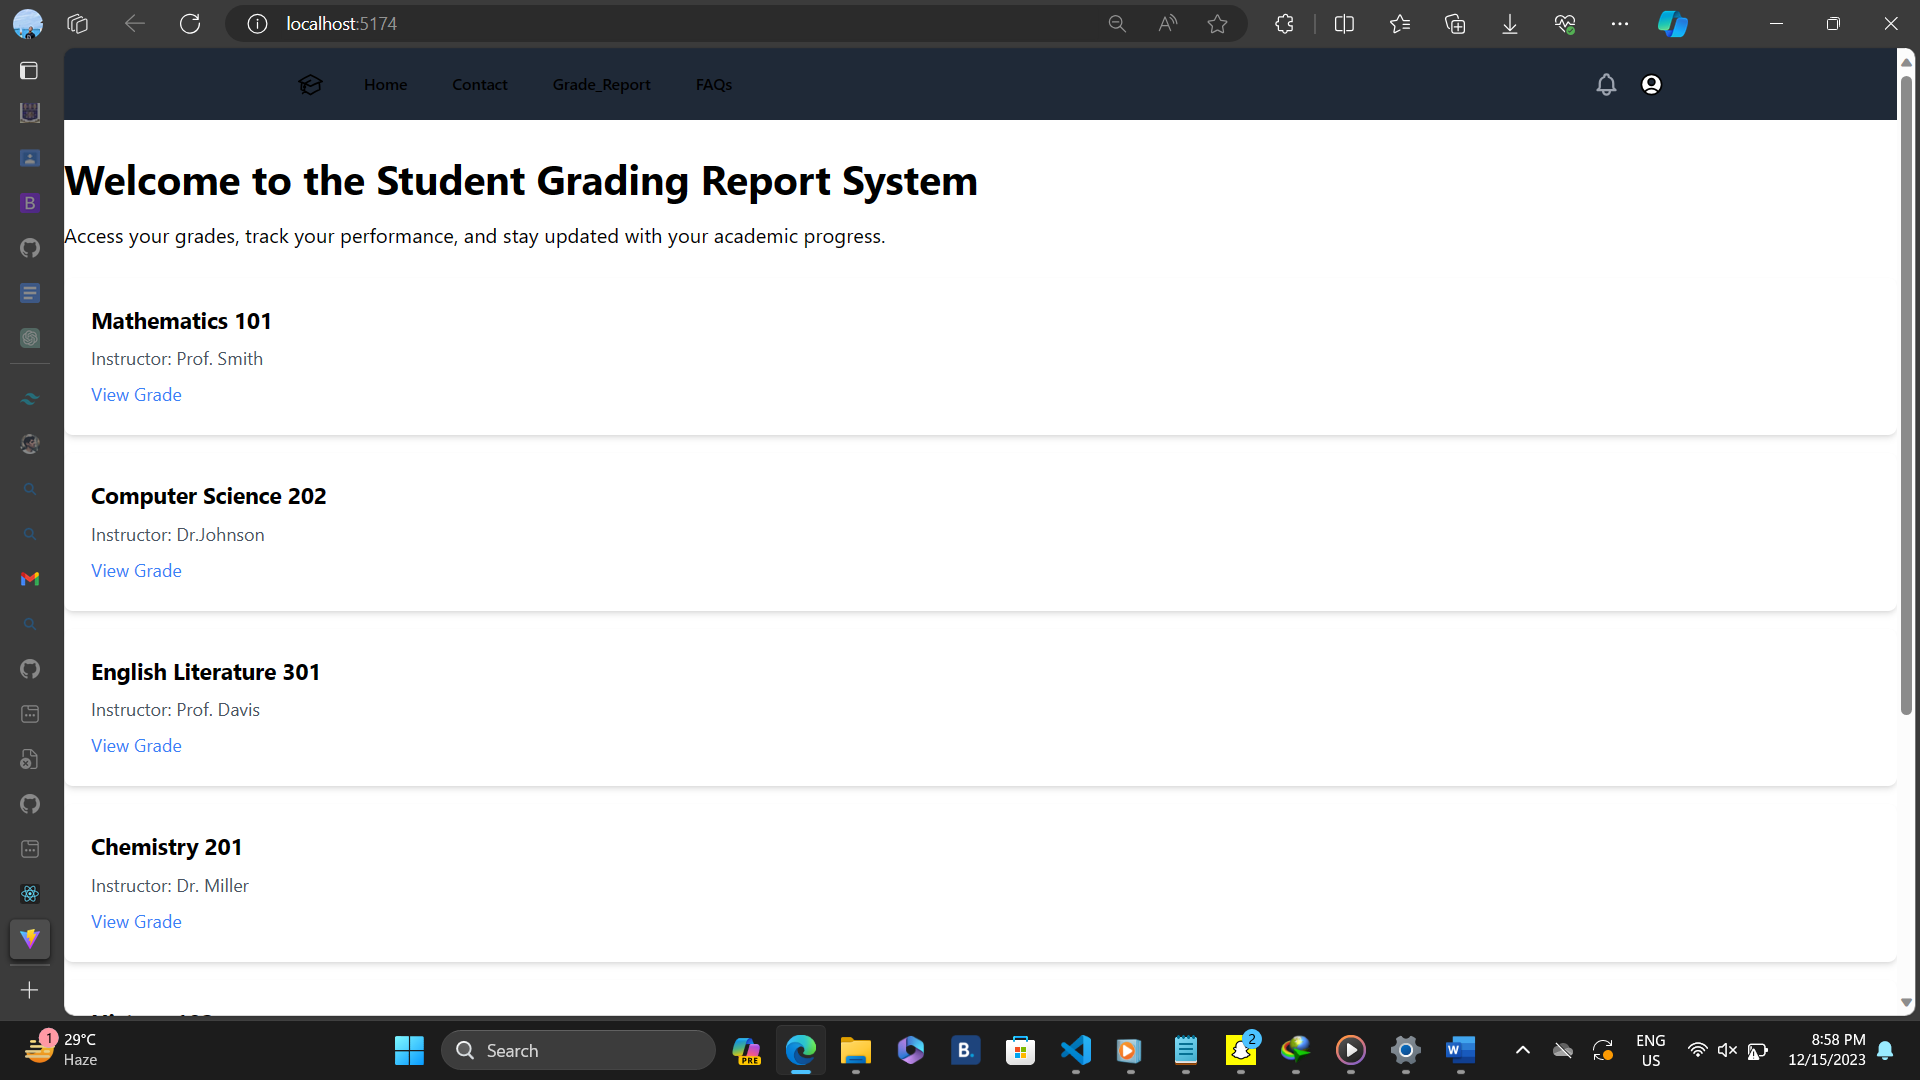 localhost:5174
Home Contact Grade_Report FAQs
Welcome to the Student Grading Report System
Access your grades, track your performance, and stay updated with your academic progress.
Mathematics 101
Instructor: Prof. Smith
View Grade
Computer Science 202
Instructor: Dr.Johnson
View Grade
English Literature 301
Instructor: Prof. Davis
View Grade
Chemistry 201
Instructor: Dr. Miller
View Grade
1 29°C
Haze
Search
PRE
B.
2
ENG
US
8:58 PM
12/15/2023